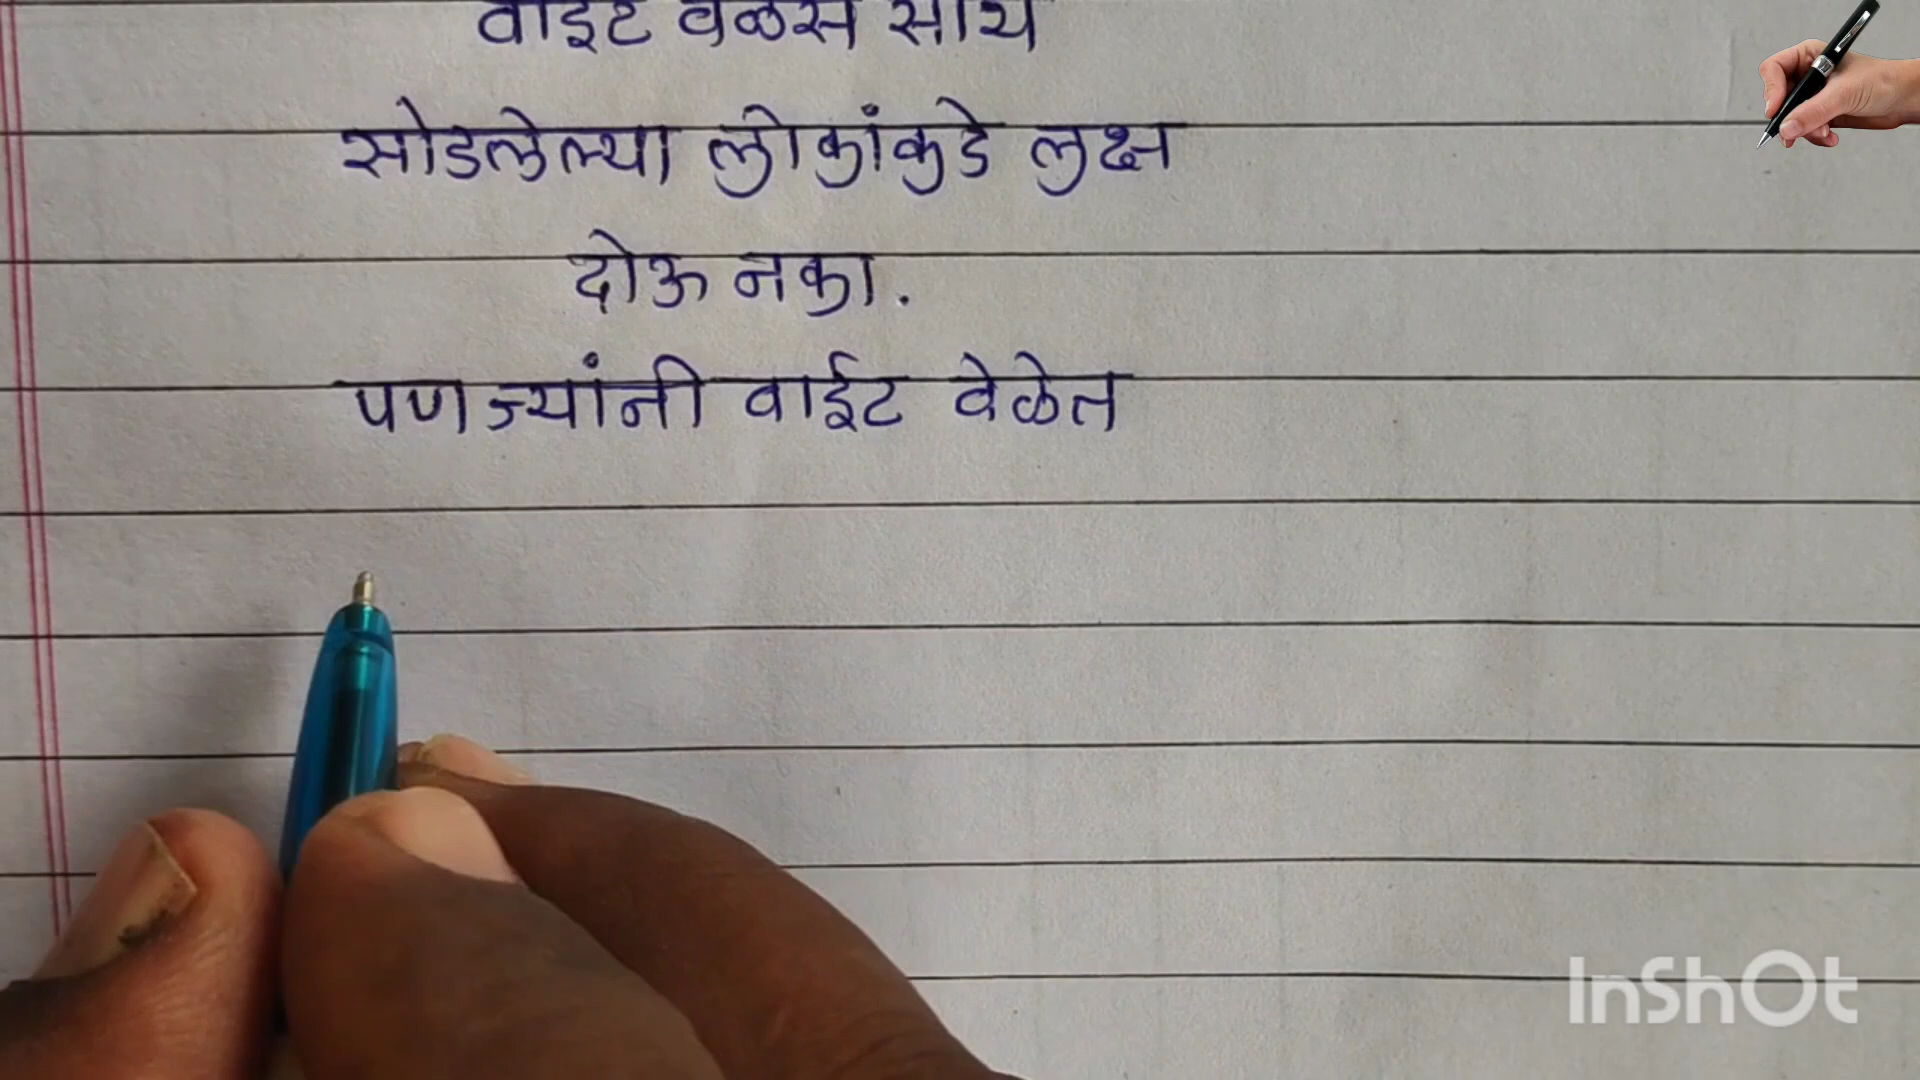 वाईट वेळेस साथ
सोडलेल्या लोकांकडे लक्ष
दोऊ नका.
पण ज्यांनी वाईट वेळेत
InShOt